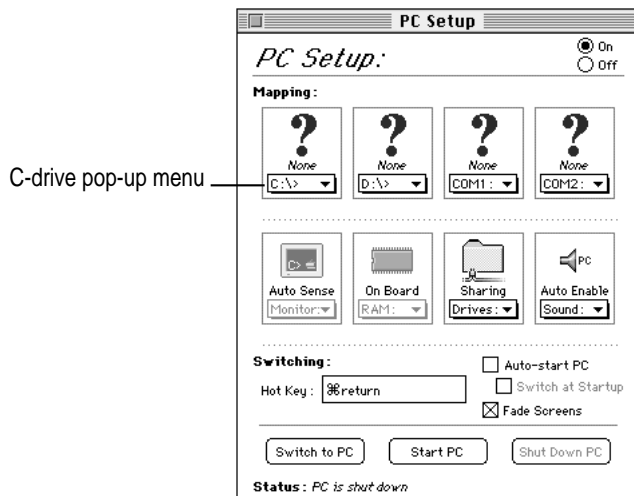 PC Setup
PC Setup:
On
Off
Mapping:
None None None None
C:\> D:\> COM1: COM2:
C-drive pop-up menu
C> PC
Auto Sense On Board Sharing Auto Enable
Monitor: RAM: Drives: Sound:
Switching:
Auto-start PC
Hot Key: ⌘return
Switch at Startup
Fade Screens
Switch to PC Start PC Shut Down PC
Status: PC is shut down